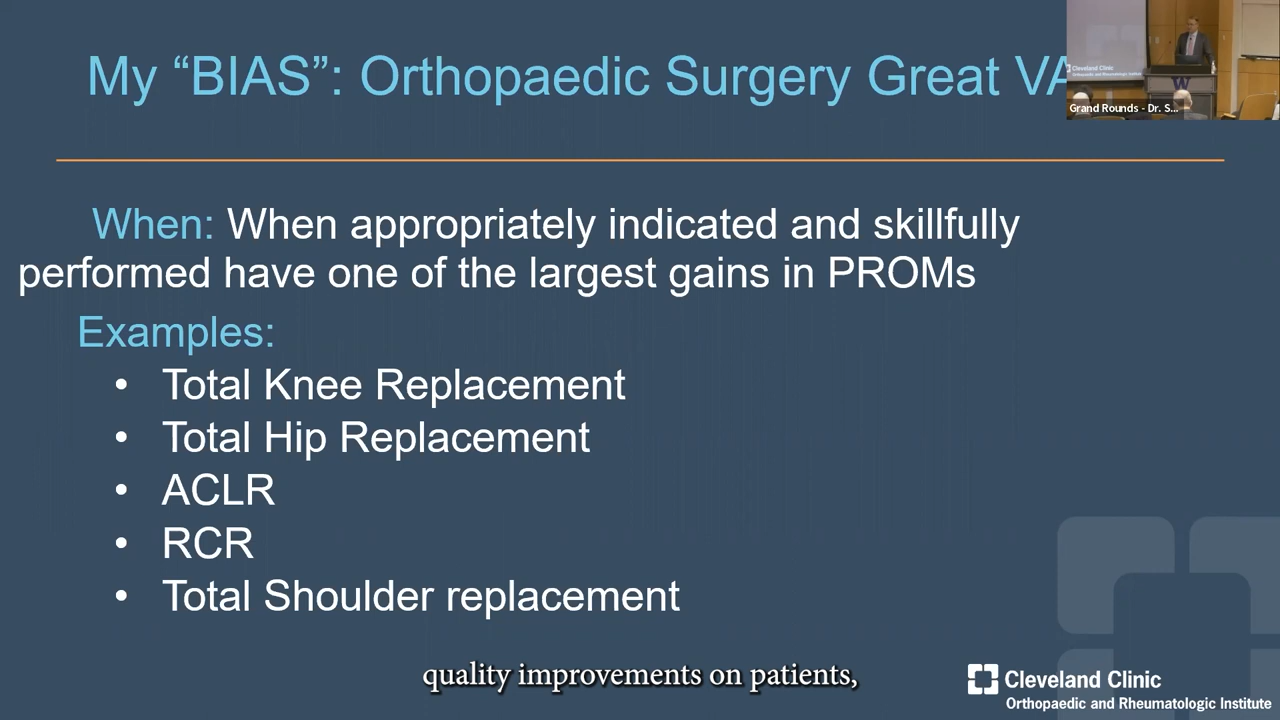 My “BIAS”: Orthopaedic Surgery Great VA
Cleveland Clinic
Grand Rounds - Dr. S...
When: When appropriately indicated and skillfully
performed have one of the largest gains in PROMs
Examples:
• Total Knee Replacement
• Total Hip Replacement
• ACLR
• RCR
• Total Shoulder replacement
quality improvements on patients,
Cleveland Clinic
Orthopaedic and Rheumatologic Institute